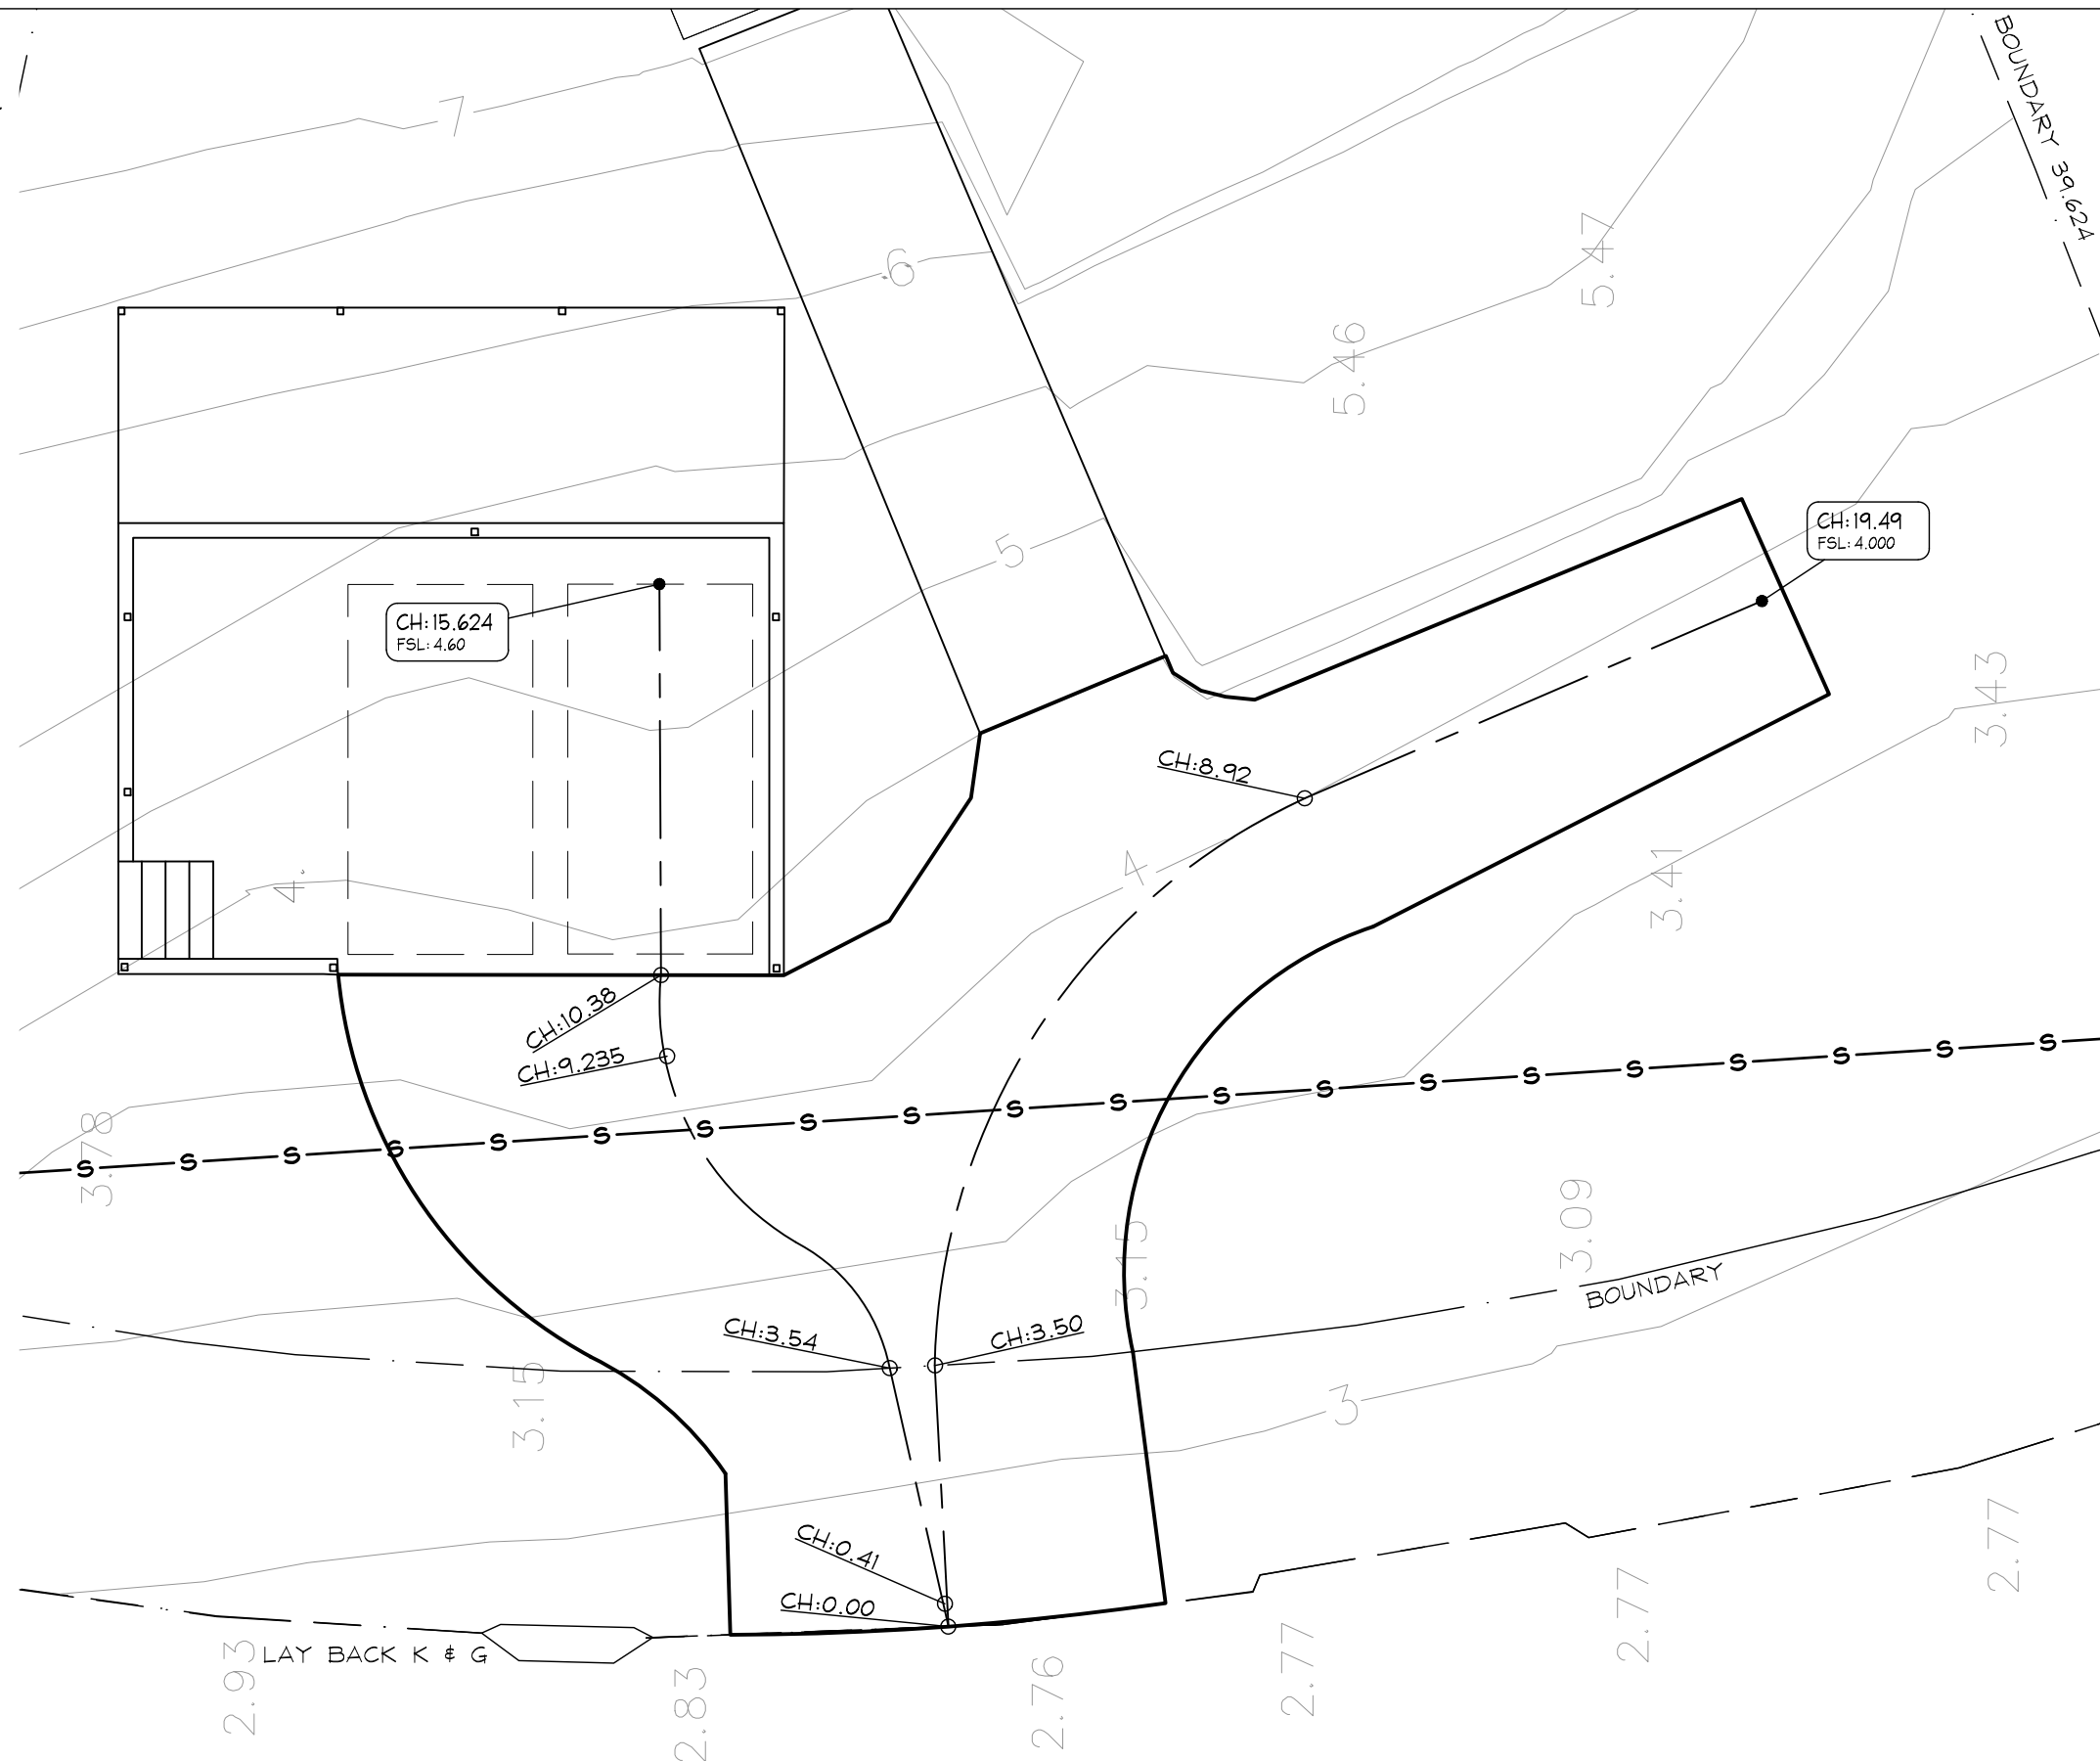 BOUNDARY 39.624
7
6
5.47
5.46
5
CH:19.49
FSL: 4.000
CH:15.624
FSL: 4.60
3.43
CH:8.92
4
4.
3.41
CH:10.38
CH:9.235
S S S S S S S S S S S S S S S S S S S S
3.78
3.15
3.09
BOUNDARY
CH:3.54
CH:3.50
3.15
3
CH:0.41
CH:0.00
2.77
2.77
LAY BACK K & G
2.93
2.83
2.76
2.77